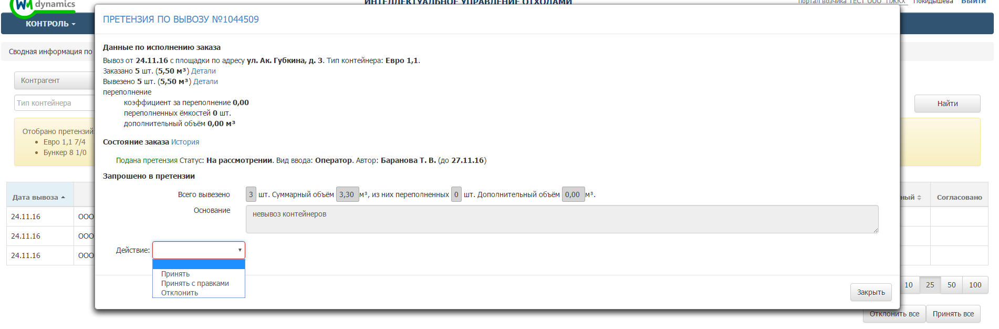 WM dynamics
ИНТЕЛЛЕКТУАЛЬНОЕ УПРАВЛЕНИЕ ОТХОДАМИ
портал возчика ТЕСТ ООО "ПЖКХ" Покидышева Выйти
КОНТРОЛЬ
Сводная информация по
Контрагент
Тип контейнера
Найти
Отобрано претензий
Евро 1,1 7/4
Бункер 8 1/0
ПРЕТЕНЗИЯ ПО ВЫВОЗУ №1044509
Данные по исполнению заказа
Вывоз от 24.11.16 с площадки по адресу ул. Ак. Губкина, д. 3. Тип контейнера: Евро 1,1.
Заказано 5 шт. (5,50 м³) Детали
Вывезено 5 шт. (5,50 м³) Детали
переполнение
коэффициент за переполнение 0,00
переполненных ёмкостей 0 шт.
дополнительный объём 0,00 м³
Состояние заказа История
Подана претензия Статус: На рассмотрении. Вид ввода: Оператор. Автор: Баранова Т. В. (до 27.11.16)
Запрошено в претензии
Всего вывезено 3 шт. Суммарный объём 3,30 м³, из них переполненных 0 шт. Дополнительный объём 0,00 м³.
Основание невывоз контейнеров
Действие:
Принять
Принять с правками
Отклонить
Закрыть
Дата вывоза ный Согласовано
24.11.16 ООО
24.11.16 ООО
24.11.16 ООО
10 25 50 100
Отклонить все Принять все